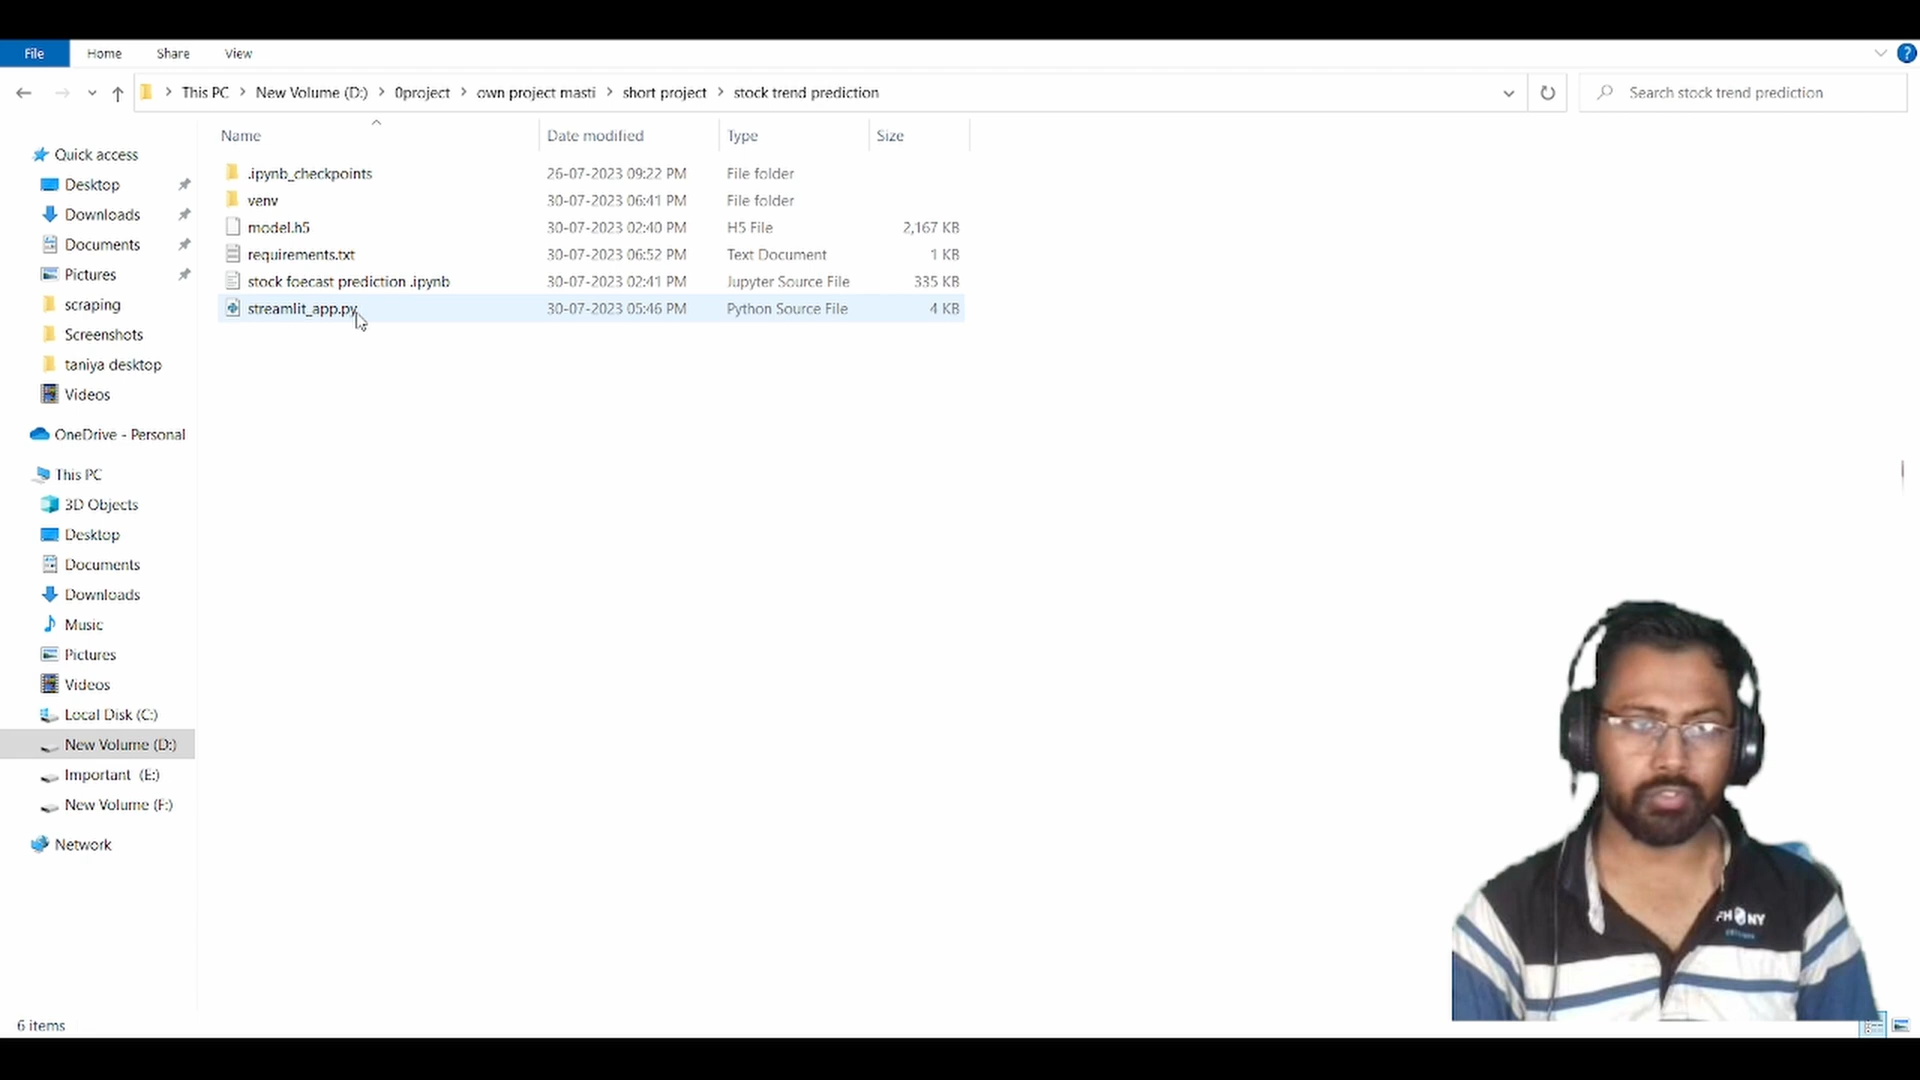 File Home Share View
This PC New Volume (D:) 0project own project masti short project stock trend prediction Search stock trend prediction
Name Date modified Type Size
.ipynb_checkpoints 26-07-2023 09:22 PM File folder
venv 30-07-2023 06:41 PM File folder
model.h5 30-07-2023 02:40 PM H5 File 2,167 KB
requirements.txt 30-07-2023 06:52 PM Text Document 1 KB
stock foecast prediction .ipynb 30-07-2023 02:41 PM Jupyter Source File 335 KB
streamlit_app.py 30-07-2023 05:46 PM Python Source File 4 KB
Quick access
Desktop
Downloads
Documents
Pictures
scraping
Screenshots
taniya desktop
Videos
OneDrive - Personal
This PC
3D Objects
Desktop
Documents
Downloads
Music
Pictures
Videos
Local Disk (C:)
New Volume (D:)
Important (E:)
New Volume (F:)
Network
6 items